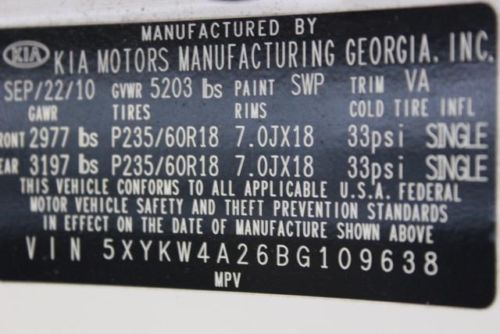 MANUFACTURED BY
KIA KIA MOTORS MANUFACTURING GEORGIA, INC.
SEP/22/10 GVWR 5203 lbs PAINT SWP TRIM VA
GAWR TIRES RIMS COLD TIRE INFL
FRONT 2977 lbs P235/60R18 7.0JX18 33psi SINGLE
REAR 3197 lbs P235/60R18 7.0JX18 33psi SINGLE
THIS VEHICLE CONFORMS TO ALL APPLICABLE U.S.A. FEDERAL
MOTOR VEHICLE SAFETY AND THEFT PREVENTION STANDARDS
IN EFFECT ON THE DATE OF MANUFACTURE SHOWN ABOVE
VIN 5XYKW4A26BG109638
MPV